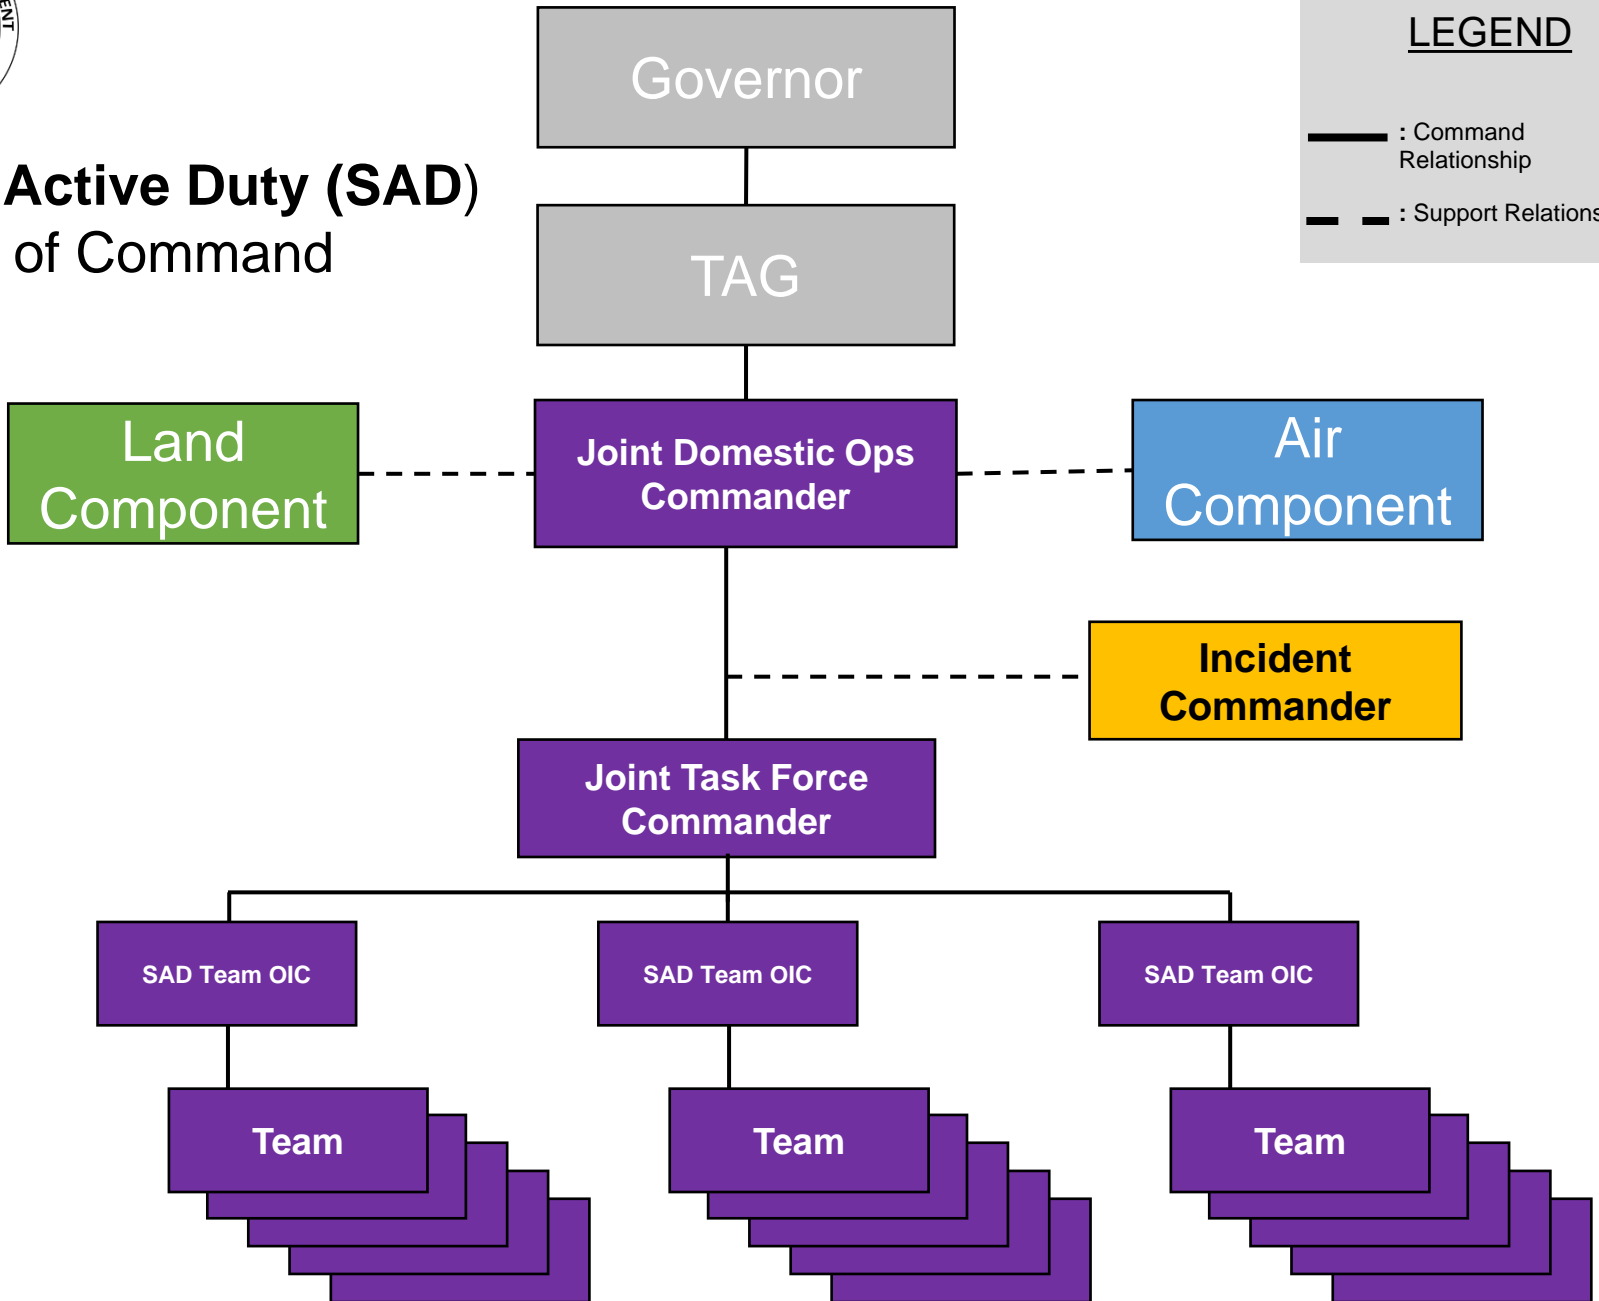 Governor
LEGEND
: Command
Relationship
: Support
Active Duty (SAD)
of Command
TAG
Land
Component
Joint Domestic Ops
Commander
Air
Component
Incident
Commander
Joint Task Force
Commander
SAD Team OIC
SAD Team OIC
SAD Team OIC
Team
Team
Team